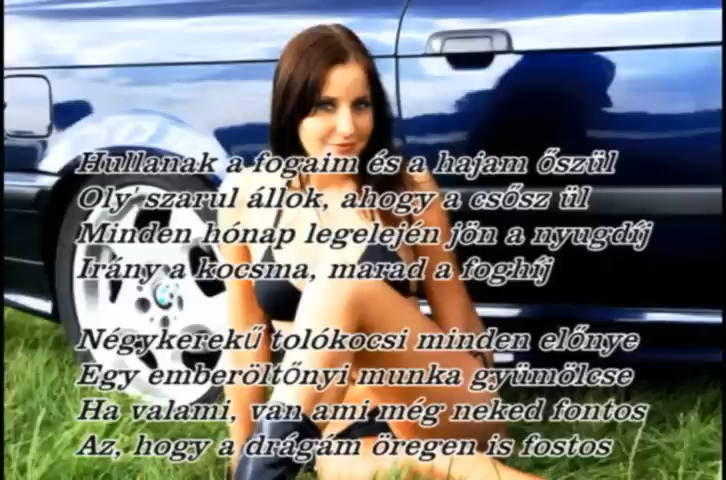 Hullanak a fogaim és a hajam őszül
Oly' szarul állok, ahogy a csősz ül
Minden hónap legelején jön a nyugdíj
Irány a kocsma, marad a foghíj
Négykerekű tolókocsi minden előnye
Egy emberöltőnyi munka gyümölcse
Ha valami, van ami még neked fontos
Az, hogy a drágám öregen is fostos